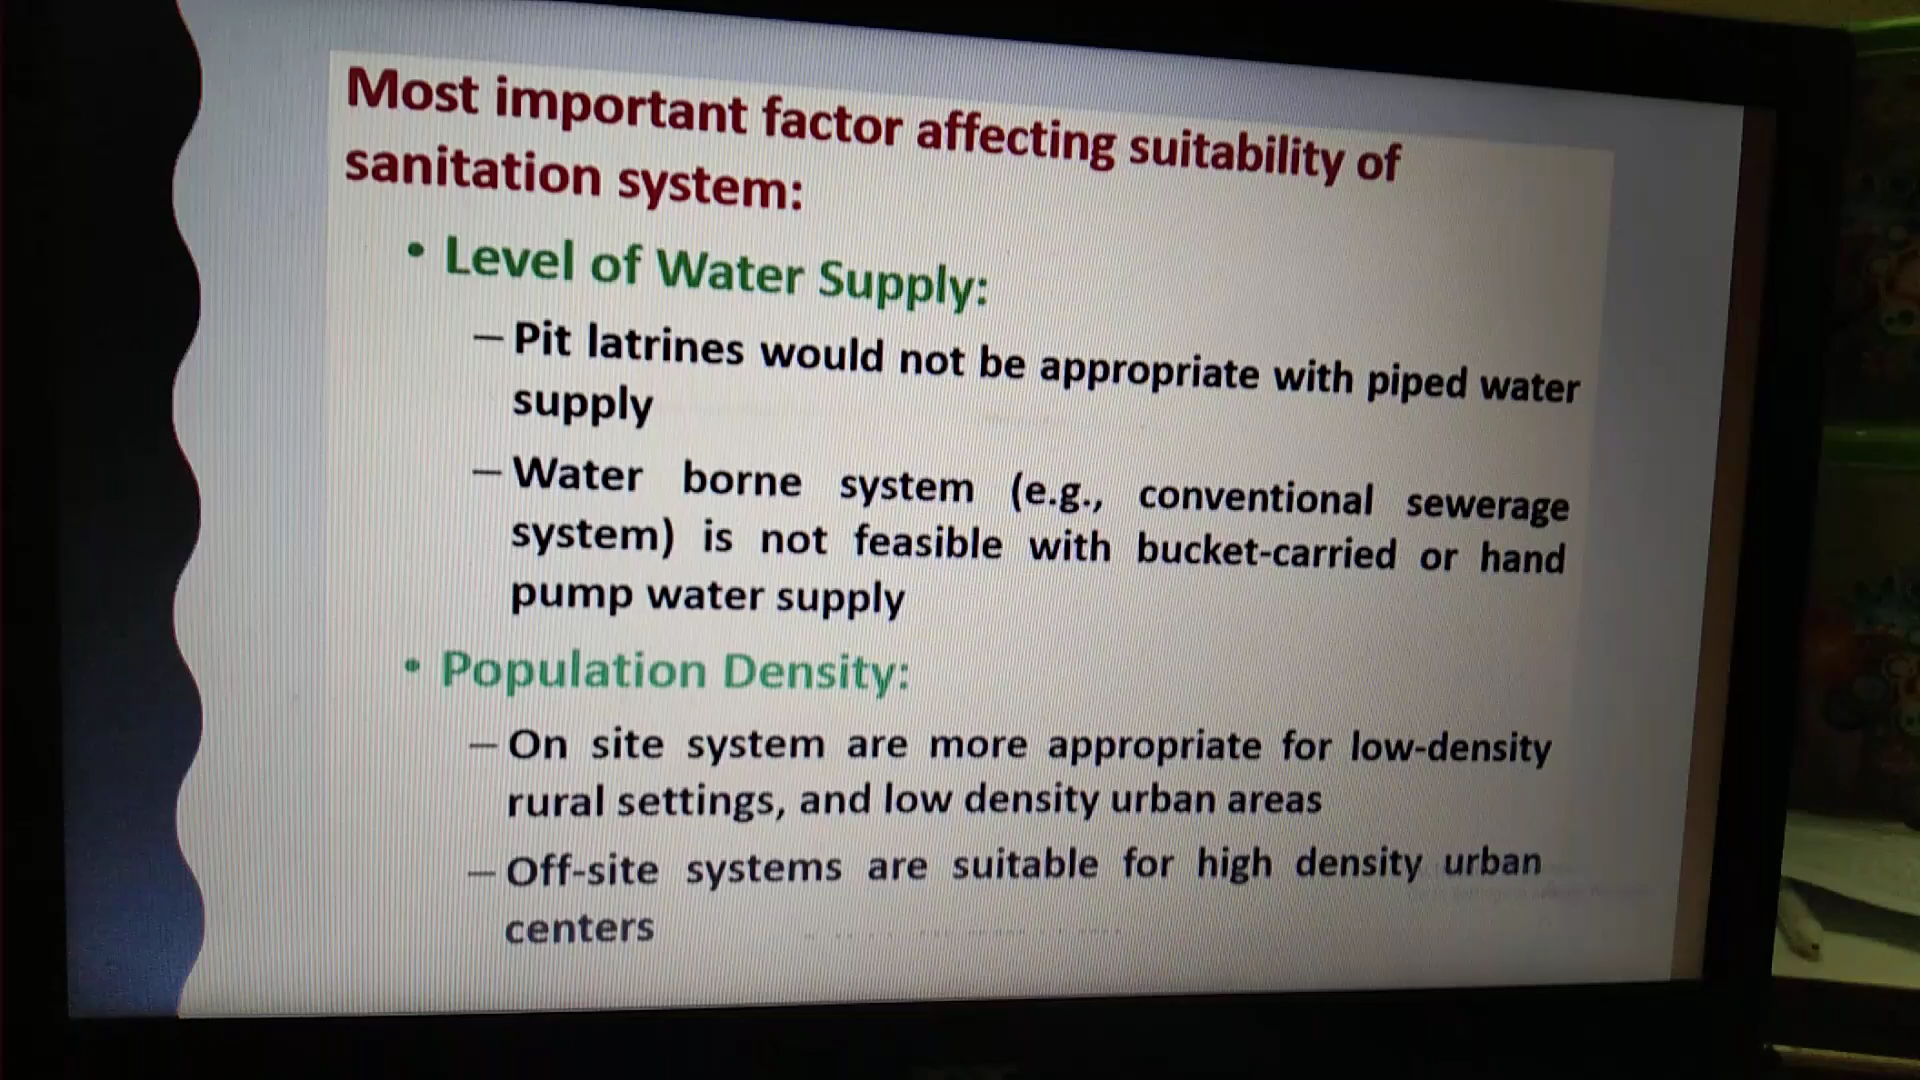 Most important factor affecting suitability of
sanitation system:
• Level of Water Supply:
– Pit latrines would not be appropriate with piped water
supply
– Water borne system (e.g., conventional sewerage
system) is not feasible with bucket-carried or hand
pump water supply
• Population Density:
– On site system are more appropriate for low-density
rural settings, and low density urban areas
– Off-site systems are suitable for high density urban
centers